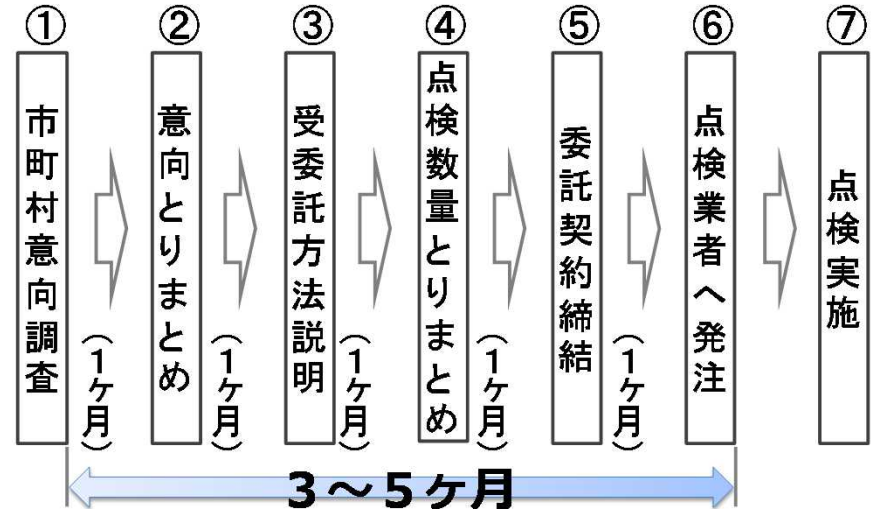 ①
市町村意向調査
(1ヶ月)
②
意向とりまとめ
(1ヶ月)
③
受委託方法説明
(1ヶ月)
④
点検数量とりまとめ
(1ヶ月)
⑤
委託契約締結
(1ヶ月)
⑥
点検業者へ発注
⑦
点検実施
3～5ヶ月